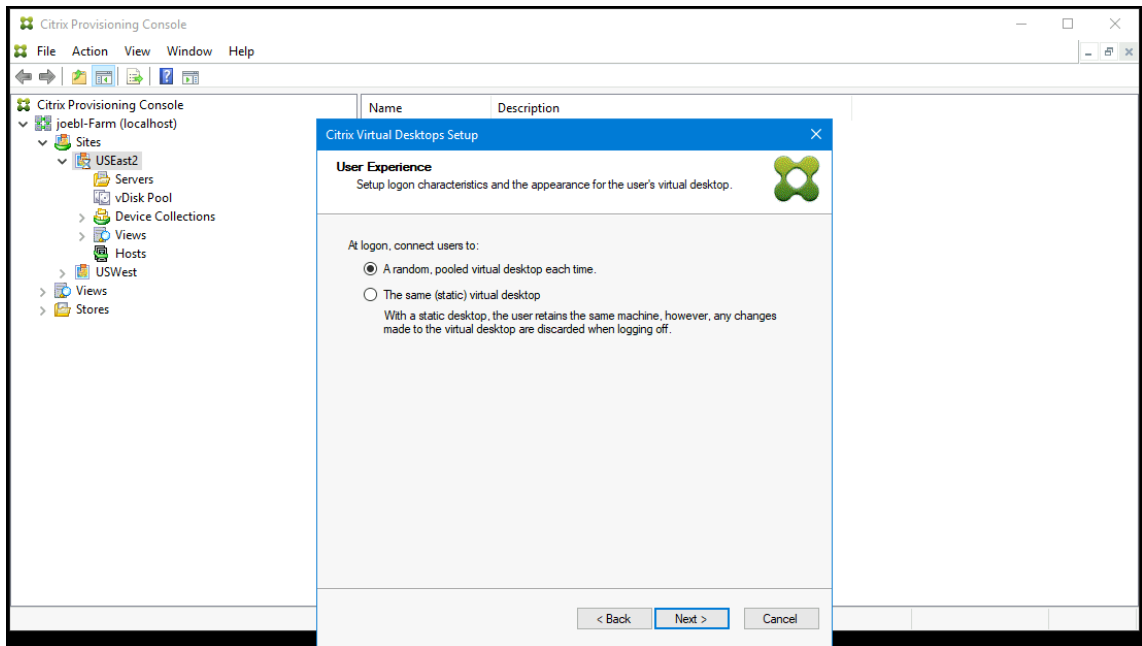 Citrix Provisioning Console
File Action View Window Help
Citrix Provisioning Console
joebl-Farm (localhost)
Sites
USEast2
Servers
vDisk Pool
Device Collections
Views
Hosts
USWest
Views
Stores
Name Description
Citrix Virtual Desktops Setup
User Experience
Setup logon characteristics and the appearance for the user's virtual desktop.
At logon, connect users to:
A random, pooled virtual desktop each time.
The same (static) virtual desktop
With a static desktop, the user retains the same machine, however, any changes
made to the virtual desktop are discarded when logging off.
< Back Next > Cancel